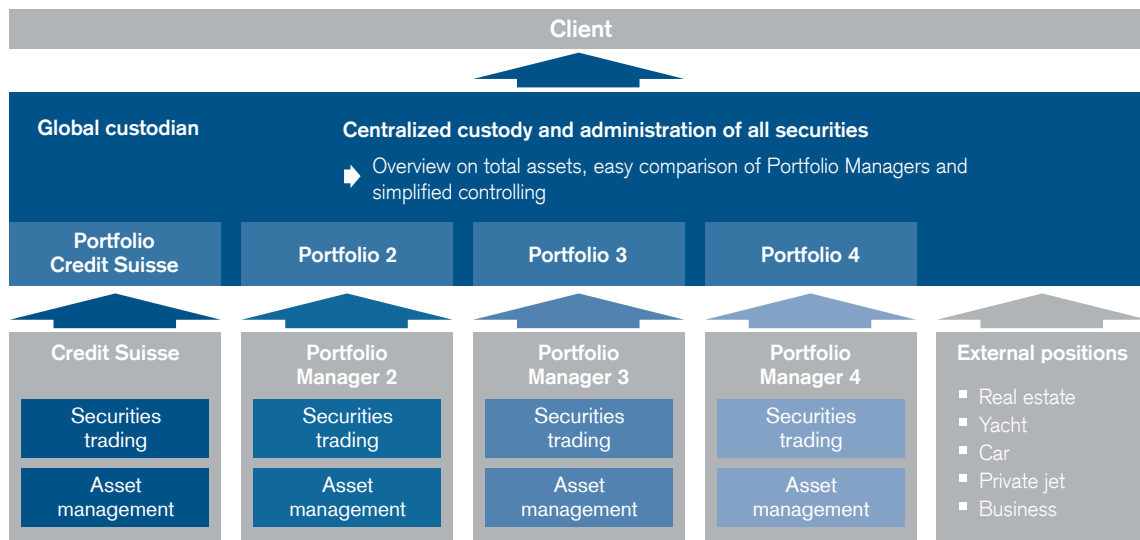 Client
Global custodian
Centralized custody and administration of all securities
Overview on total assets, easy comparison of Portfolio Managers and
simplified controlling
Portfolio
Credit Suisse
Portfolio 2
Portfolio 3
Portfolio 4
Credit Suisse
Securities
trading
Asset
management
Portfolio
Manager 2
Securities
trading
Asset
management
Portfolio
Manager 3
Securities
trading
Asset
management
Portfolio
Manager 4
Securities
trading
Asset
management
External positions
Real estate
Yacht
Car
Private jet
Business